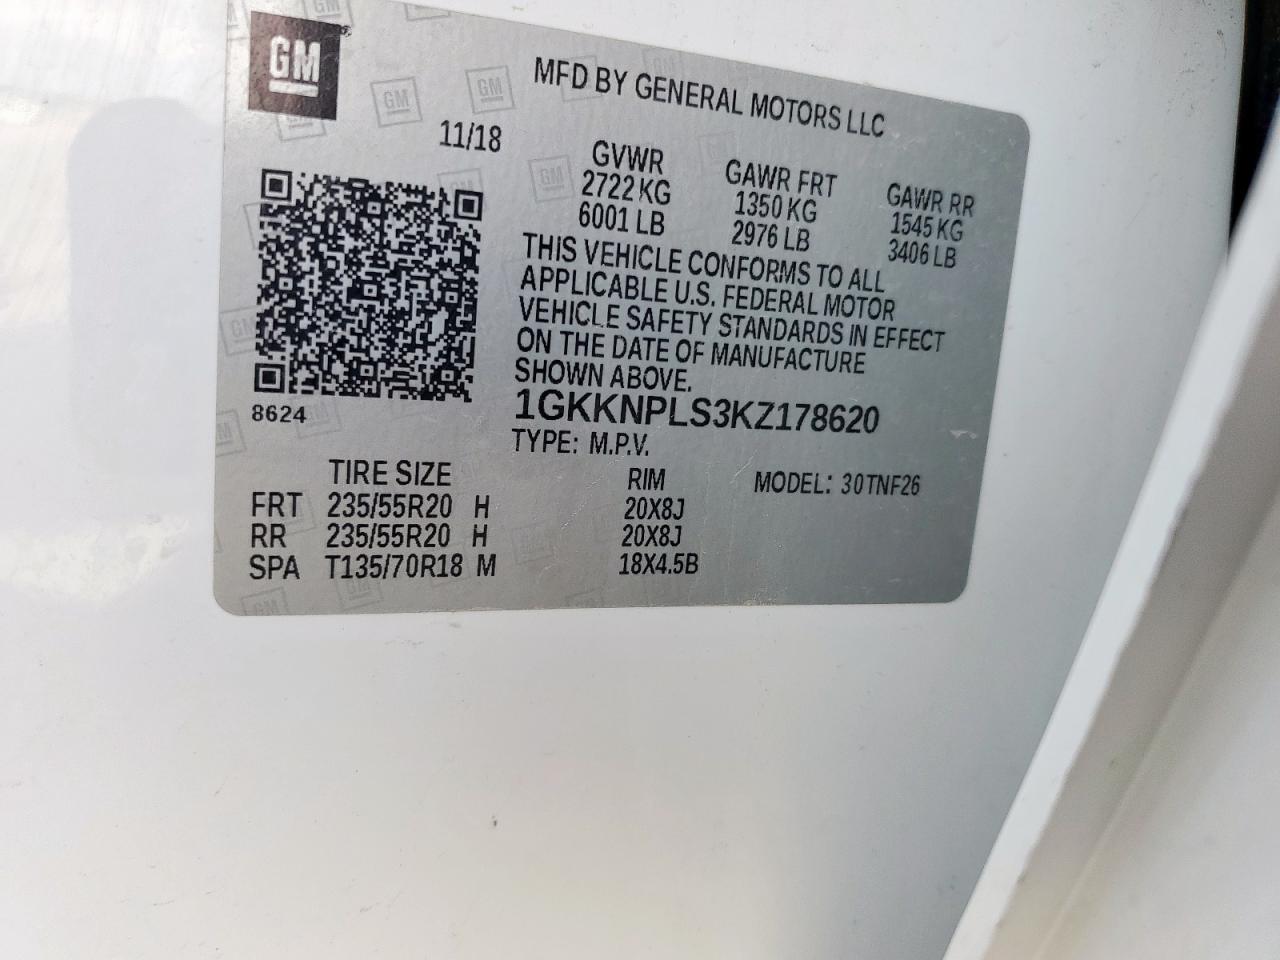 GM
MFD BY GENERAL MOTORS LLC
11/18
GVWR GAWR FRT GAWR RR
2722 KG 1350 KG 1545 KG
6001 LB 2976 LB 3406 LB
THIS VEHICLE CONFORMS TO ALL
APPLICABLE U.S. FEDERAL MOTOR
VEHICLE SAFETY STANDARDS IN EFFECT
ON THE DATE OF MANUFACTURE
SHOWN ABOVE.
8624
1GKKNPLS3KZ178620
TYPE: M.P.V.
TIRE SIZE RIM MODEL: 30TNF26
FRT 235/55R20 H 20X8J
RR 235/55R20 H 20X8J
SPA T135/70R18 M 18X4.5B